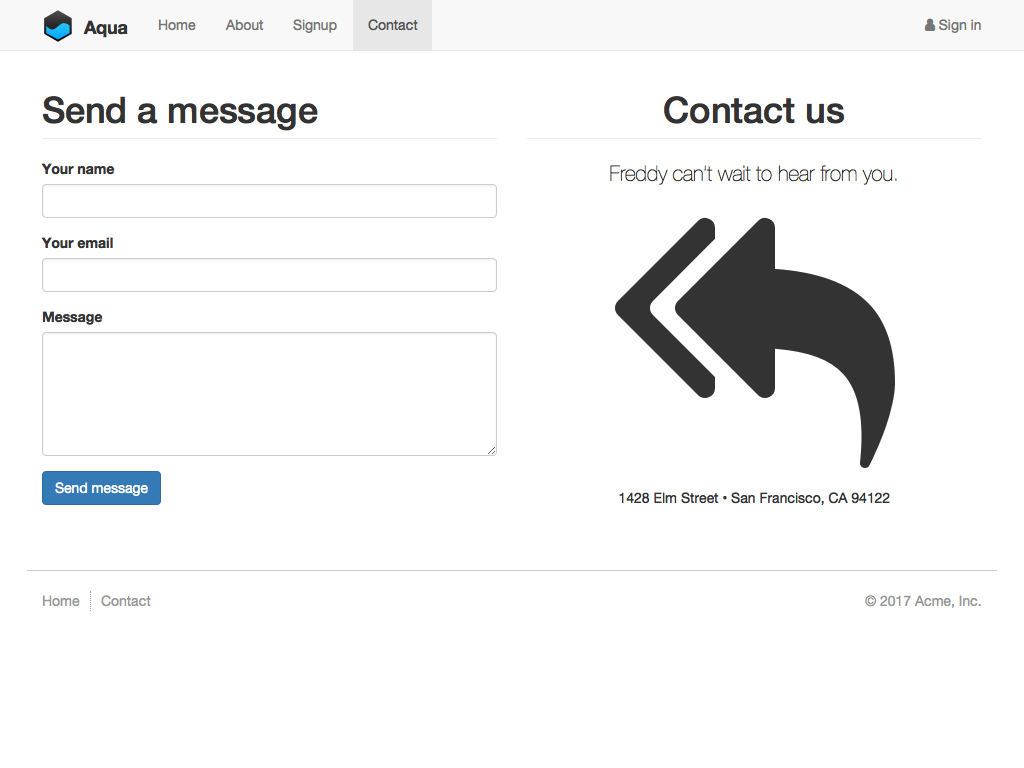 Aqua Home About Signup Contact Sign in
Send a message
Your name
Your email
Message
Send message
Contact us
Freddy can't wait to hear from you.
1428 Elm Street • San Francisco, CA 94122
Home Contact © 2017 Acme, Inc.